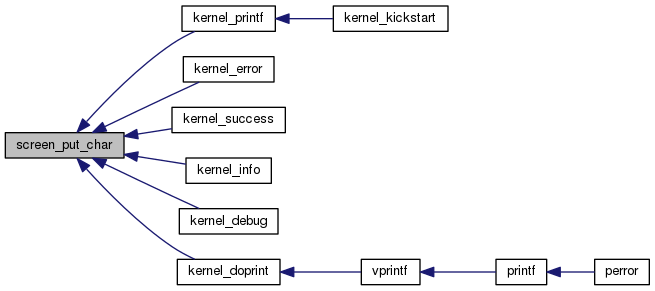 kernel_printf
kernel_kickstart
kernel_error
kernel_success
screen_put_char
kernel_info
kernel_debug
kernel_doprint
vprintf
printf
perror